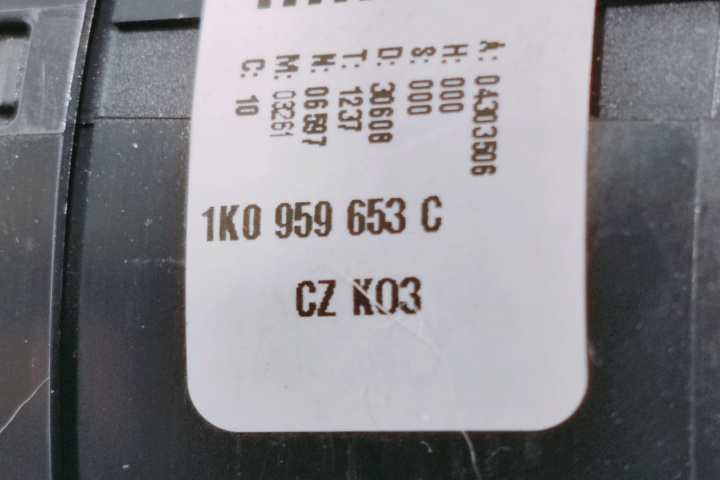 A: 04303506
H: 000
S: 000
D: 30608
T: 1237
N: 06597
M: 03261
C: 10
1K0 959 653 C
CZ K03